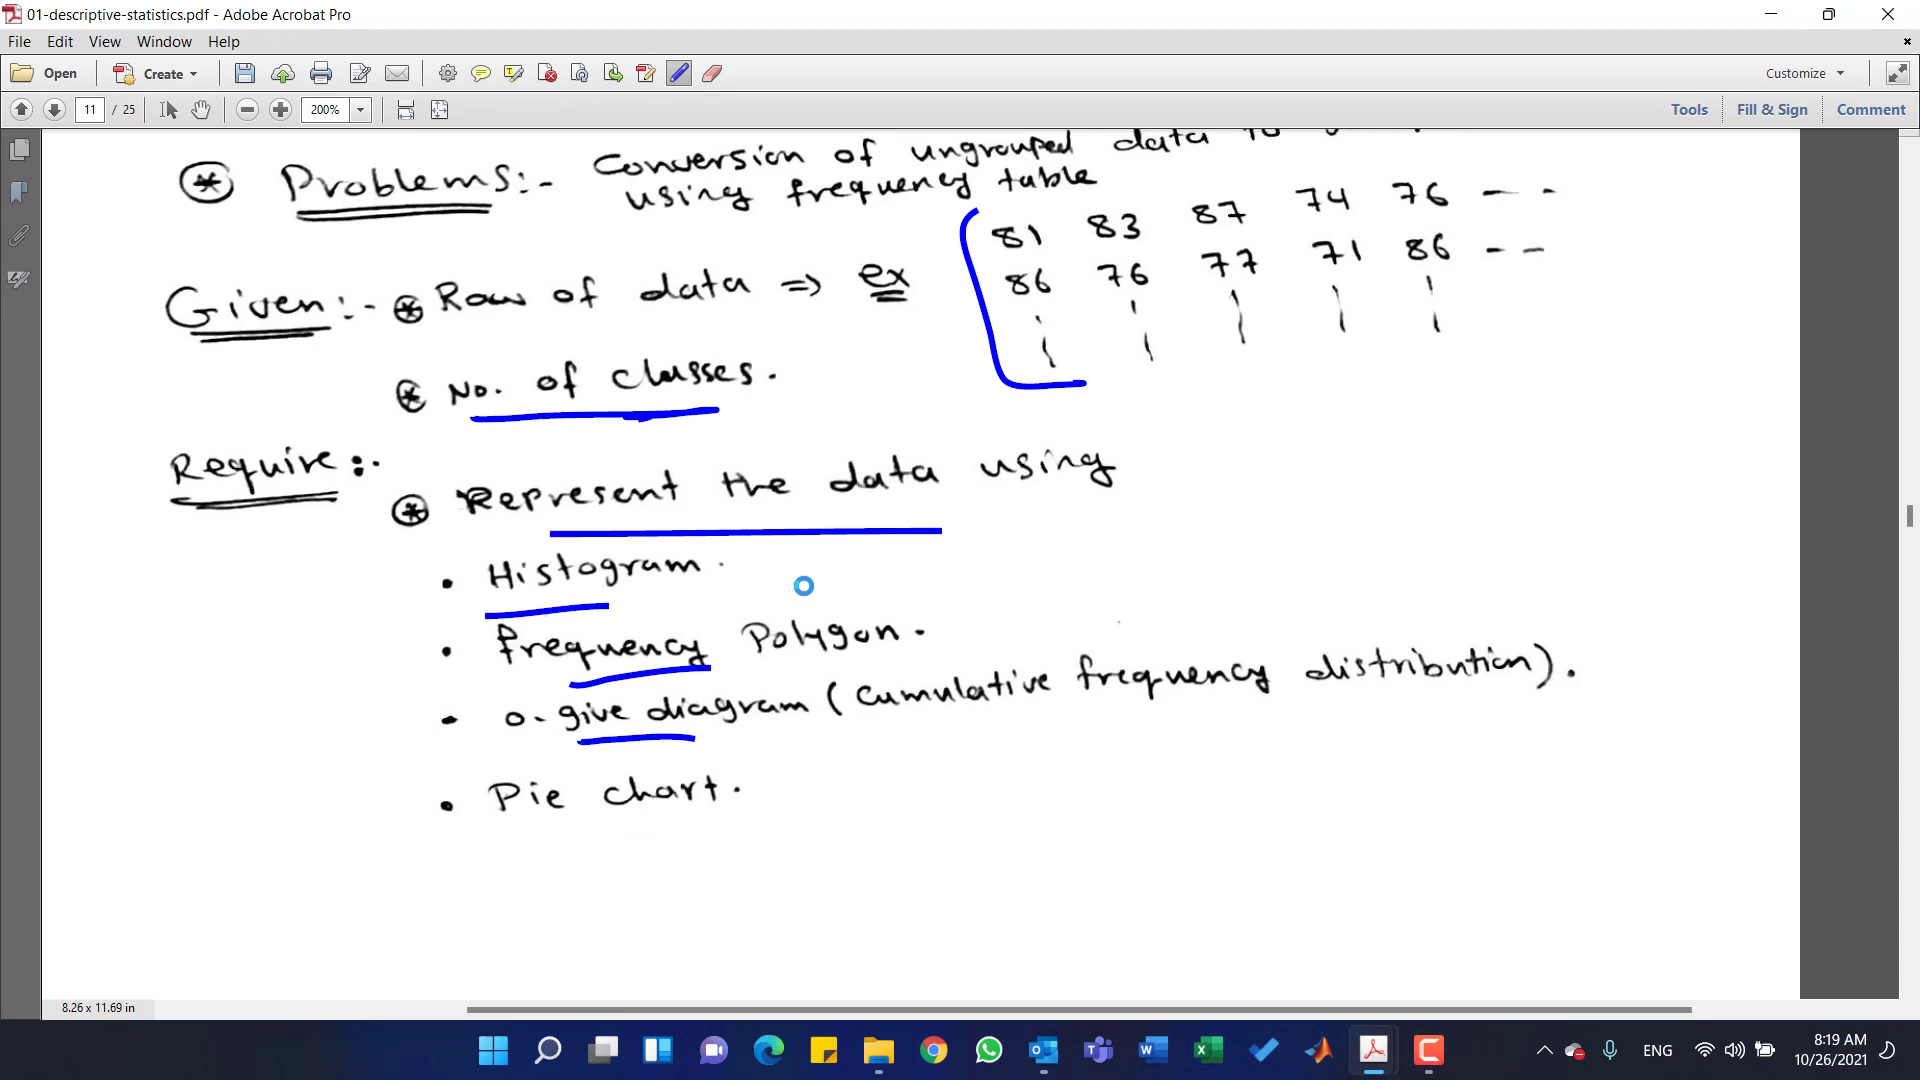 01-descriptive-statistics.pdf - Adobe Acrobat Pro
File Edit View Window Help
Open Create Customize
11 / 25 200% Tools Fill & Sign Comment
Problems:- Conversion of ungrouped data to
using frequency table
Given:- Row of data => ex
81 83 87 74 76 - -
86 76 77 71 86 - -
No. of classes.
Require:-
Represent the data using
• Histogram.
• frequency Polygon.
• o-give diagram (cumulative frequency distribution).
• Pie chart.
8.26 x 11.69 in
ENG
8:19 AM
10/26/2021